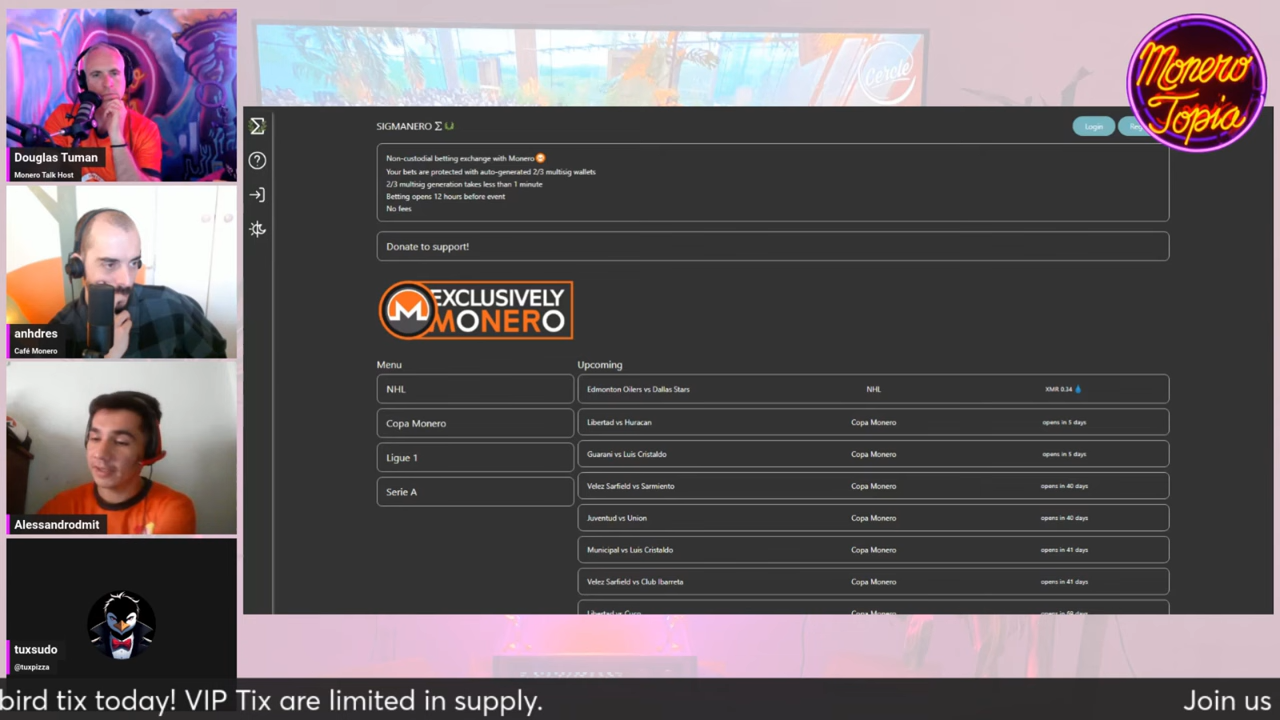 Douglas Tuman
Monero Talk Host
anhdres
Café Monero
Alessandrodmit
tuxsudo
@tuxpizza
Cercle
Monero
Topia
SIGMANERO Σ
Login
Non-custodial betting exchange with Monero
Your bets are protected with auto-generated 2/3 multisig wallets
2/3 multisig generation takes less than 1 minute
Betting opens 12 hours before event
No fees
Donate to support!
EXCLUSIVELY
MONERO
Menu
NHL
Copa Monero
Ligue 1
Serie A
Upcoming
Edmonton Oilers vs Dallas Stars NHL XMR 0.34
Libertad vs Huracan Copa Monero opens in 5 days
Guarani vs Luis Cristaldo Copa Monero opens in 5 days
Velez Sarfield vs Sarmiento Copa Monero opens in 40 days
Juventud vs Union Copa Monero opens in 40 days
Municipal vs Luis Cristaldo Copa Monero opens in 41 days
Velez Sarfield vs Club Ibarreta Copa Monero opens in 41 days
bird tix today! VIP Tix are limited in supply. Join us